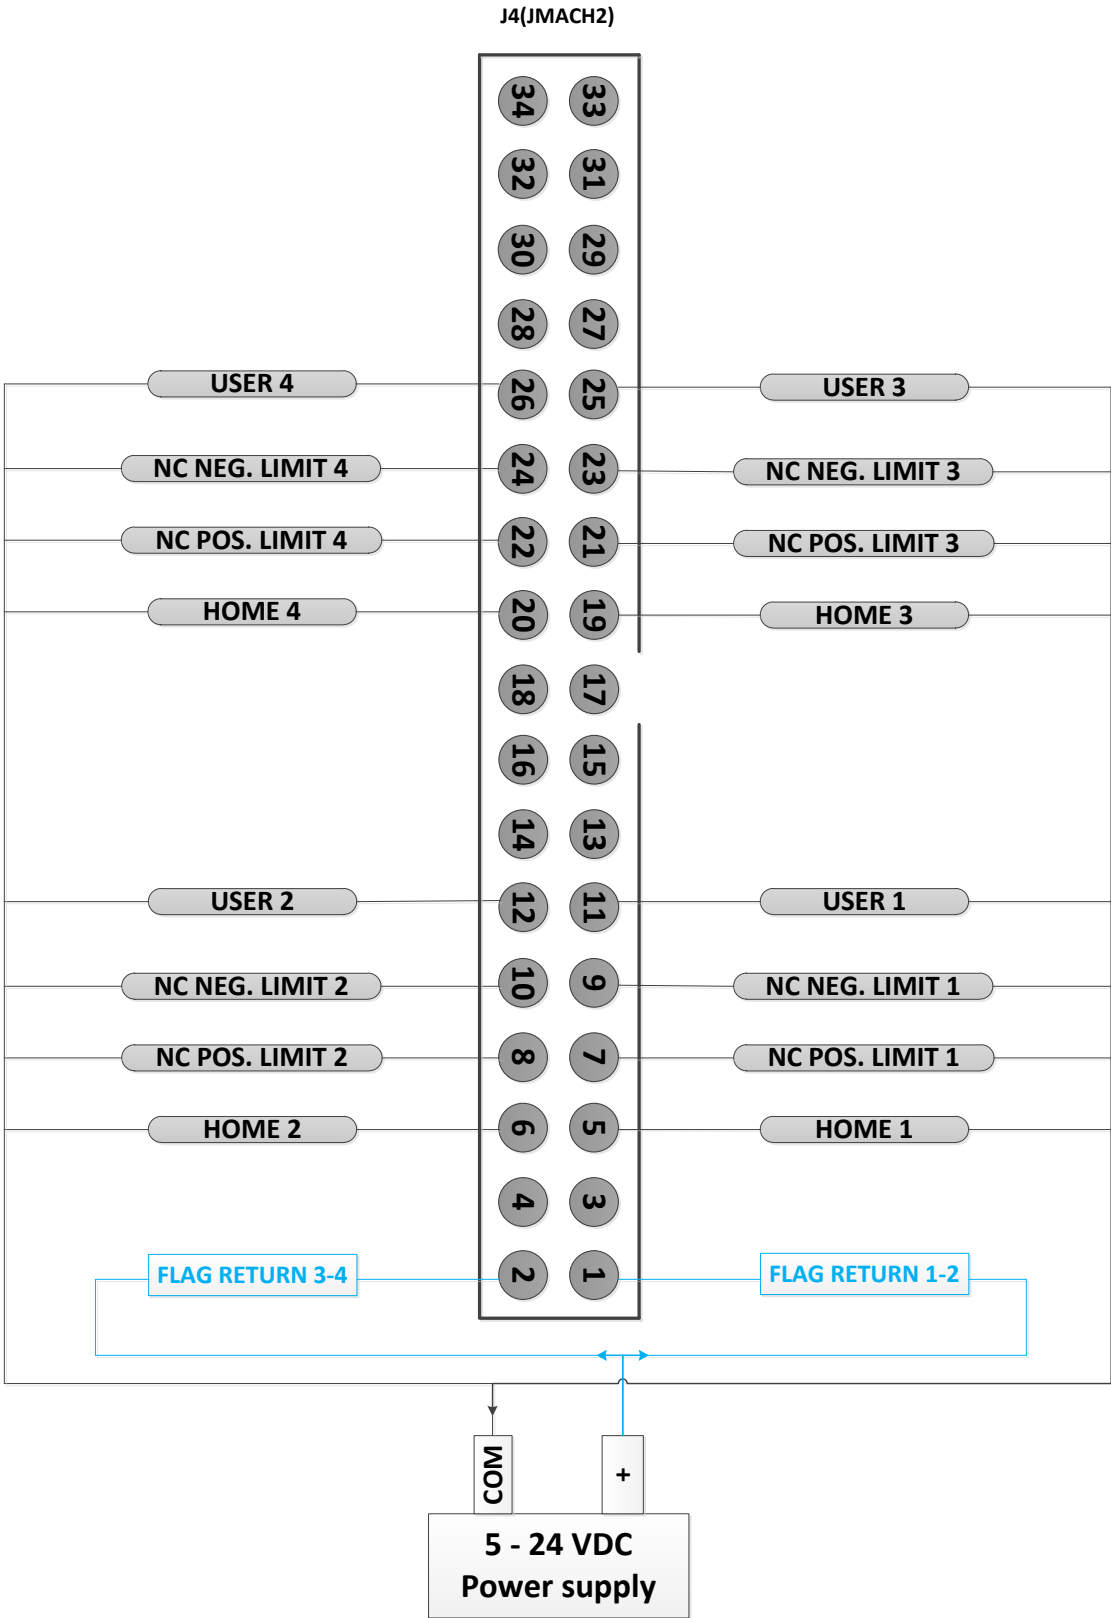 J4(JMACH2)
34 33
32 31
30 29
28 27
USER 4 26 25 USER 3
NC NEG. LIMIT 4 24 23 NC NEG. LIMIT 3
NC POS. LIMIT 4 22 21 NC POS. LIMIT 3
HOME 4 20 19 HOME 3
18 17
16 15
14 13
USER 2 12 11 USER 1
NC NEG. LIMIT 2 10 9 NC NEG. LIMIT 1
NC POS. LIMIT 2 8 7 NC POS. LIMIT 1
HOME 2 6 5 HOME 1
4 3
FLAG RETURN 3-4 2 1 FLAG RETURN 1-2
COM +
5 - 24 VDC
Power supply